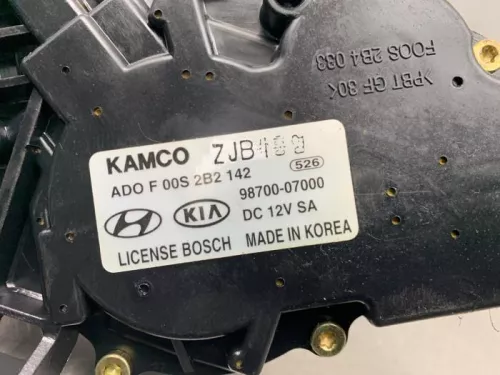 F00S 2B4 083
>PBT GF 30<
KAMCO
526
ADO F 00S 2B2 142
98700-07000
KIA DC 12V SA
LICENSE BOSCH MADE IN KOREA